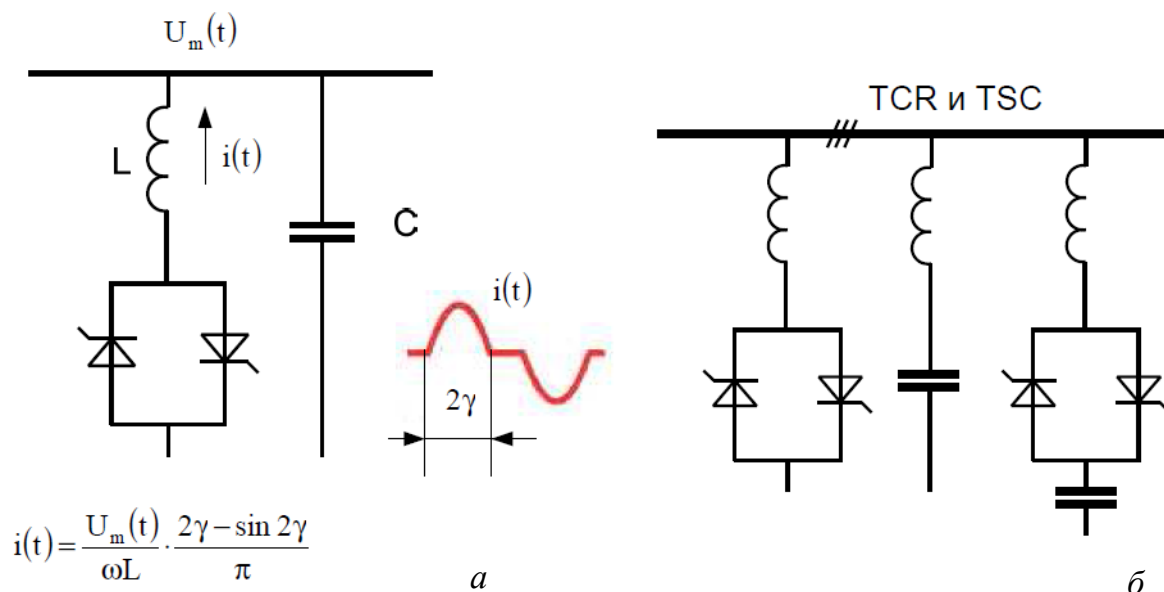 U_m(t)
TCR и TSC
L
i(t)
C
i(t)
2γ
i(t) = U_m(t)/ωL · (2γ − sin 2γ)/π
а
б